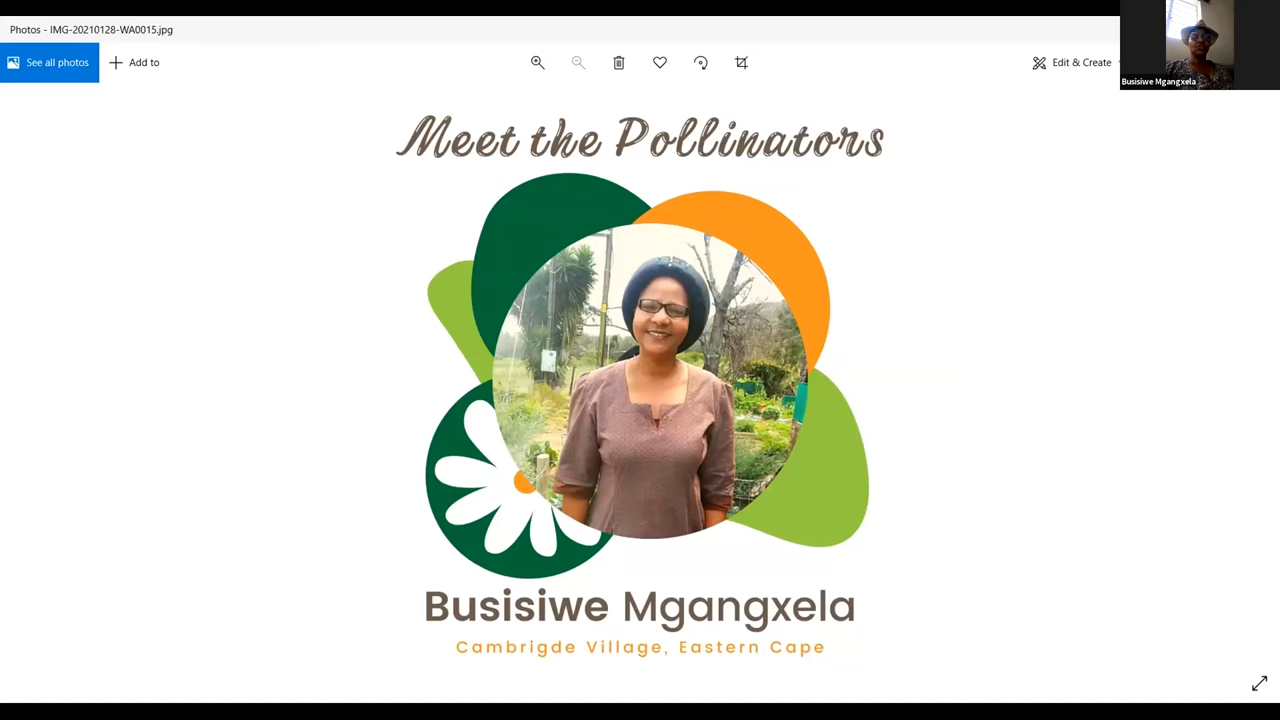 Photos - IMG-20210128-WA0015.jpg
See all photos
Add to
Edit & Create
Busisiwe Mgangxela
Meet the Pollinators
Busisiwe Mgangxela
Cambrigde Village, Eastern Cape